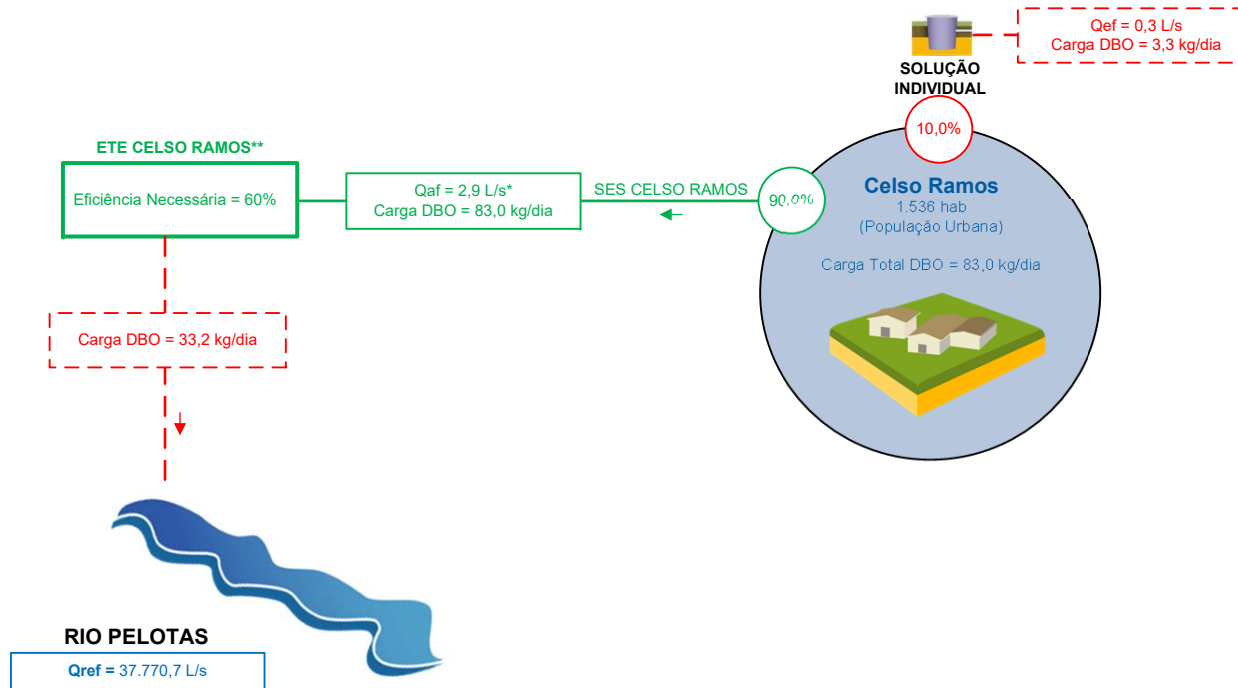 Qef = 0,3 L/s
Carga DBO = 3,3 kg/dia
SOLUÇÃO
INDIVIDUAL
10,0%
ETE CELSO RAMOS**
Eficiência Necessária = 60%
Qaf = 2,9 L/s*
Carga DBO = 83,0 kg/dia
SES CELSO RAMOS
90,0%
Celso Ramos
1.536 hab
(População Urbana)
Carga Total DBO = 83,0 kg/dia
Carga DBO = 33,2 kg/dia
RIO PELOTAS
Qref = 37.770,7 L/s